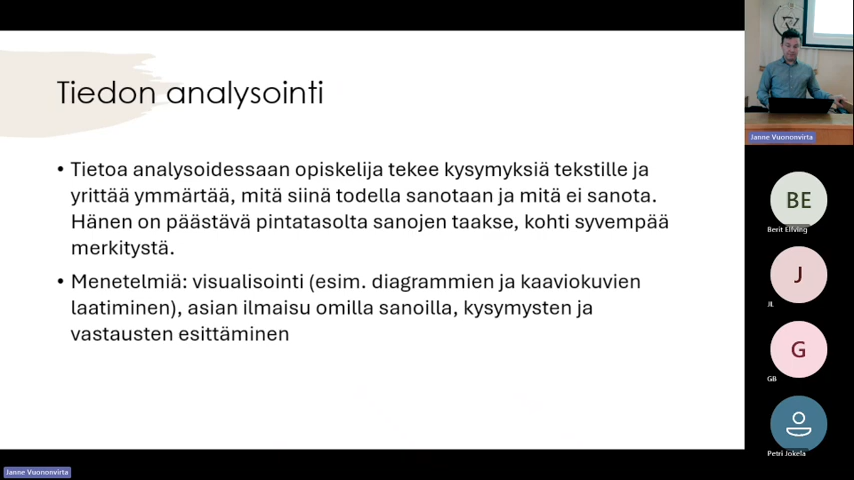 Tiedon analysointi
• Tietoa analysoidessaan opiskelija tekee kysymyksiä tekstille ja
yrittää ymmärtää, mitä siinä todella sanotaan ja mitä ei sanota.
Hänen on päästävä pintatasolta sanojen taakse, kohti syvempää
merkitystä.
• Menetelmiä: visualisointi (esim. diagrammien ja kaaviokuvien
laatiminen), asian ilmaisu omilla sanoilla, kysymysten ja
vastausten esittäminen
Janne Vuononvirta
BE
Berit Elfving
J
JL
G
GB
Petri Jokela
Janne Vuononvirta